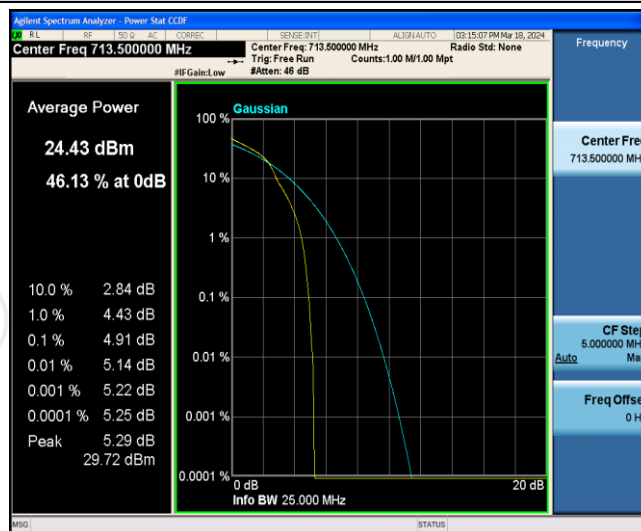 Agilent Spectrum Analyzer - Power Stat CCDF
RL RF 50 Ω AC CORREC SENSE:INT ALIGNAUTO 03:15:07 PM Mar 18, 2024
Center Freq 713.500000 MHz
Center Freq: 713.500000 MHz Radio Std: None
Trig: Free Run Counts:1.00 M/1.00 Mpt
#IFGain:Low #Atten: 46 dB
Frequency
Average Power
24.43 dBm
46.13 % at 0dB
10.0 % 2.84 dB
1.0 % 4.43 dB
0.1 % 4.91 dB
0.01 % 5.14 dB
0.001 % 5.22 dB
0.0001 % 5.25 dB
Peak 5.29 dB
29.72 dBm
Gaussian
100 %
10 %
1 %
0.1 %
0.01 %
0.001 %
0.0001 %
0 dB 20 dB
Info BW 25.000 MHz
Center Fre
713.500000 MH
CF Step
5.000000 MH
Auto Ma
Freq Offse
0 H
MSG STATUS